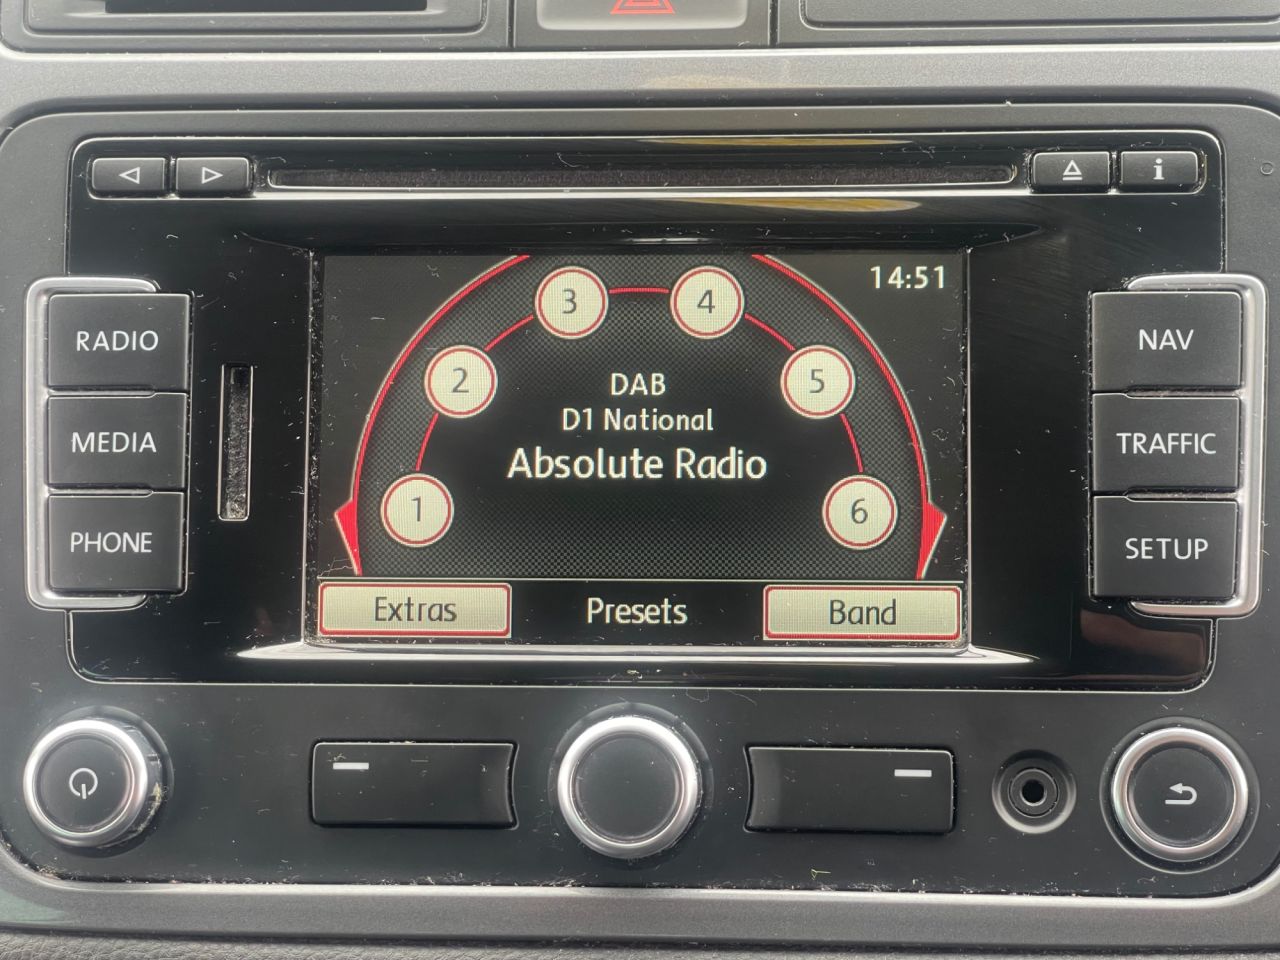 i
RADIO
MEDIA
PHONE
14:51
3
4
2
5
1
6
DAB
D1 National
Absolute Radio
Extras
Presets
Band
NAV
TRAFFIC
SETUP